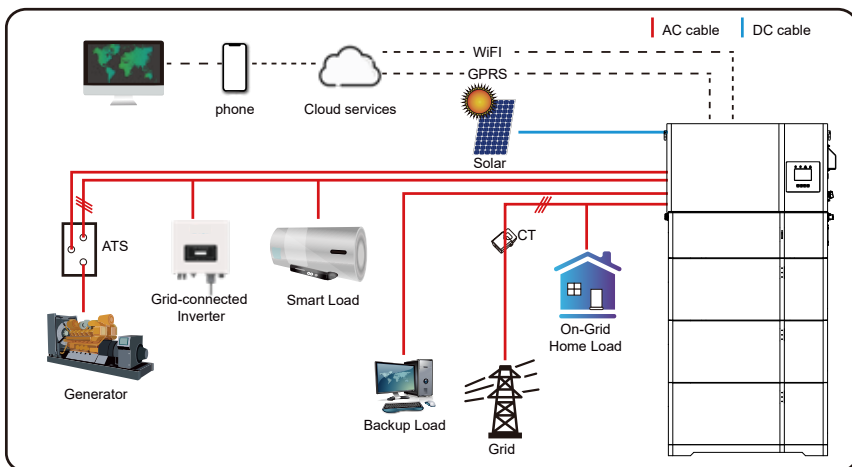 AC cable
DC cable
WiFI
GPRS
phone
Cloud services
Solar
ATS
CT
Grid-connected
Inverter
Smart Load
On-Grid
Home Load
Generator
Backup Load
Grid